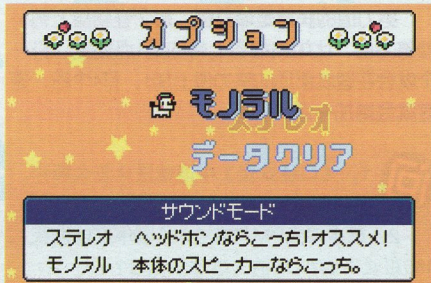 オプション
モノラル
ステレオ
データクリア
サウンドモード
ステレオ ヘッドホンならこっち!オススメ!
モノラル 本体のスピーカーならこっち。